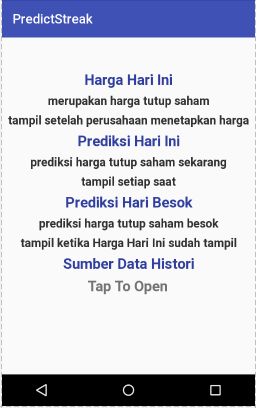 PredictStreak
Harga Hari Ini
merupakan harga tutup saham
tampil setelah perusahaan menetapkan harga
Prediksi Hari Ini
prediksi harga tutup saham sekarang
tampil setiap saat
Prediksi Hari Besok
prediksi harga tutup saham besok
tampil ketika Harga Hari Ini sudah tampil
Sumber Data Histori
Tap To Open